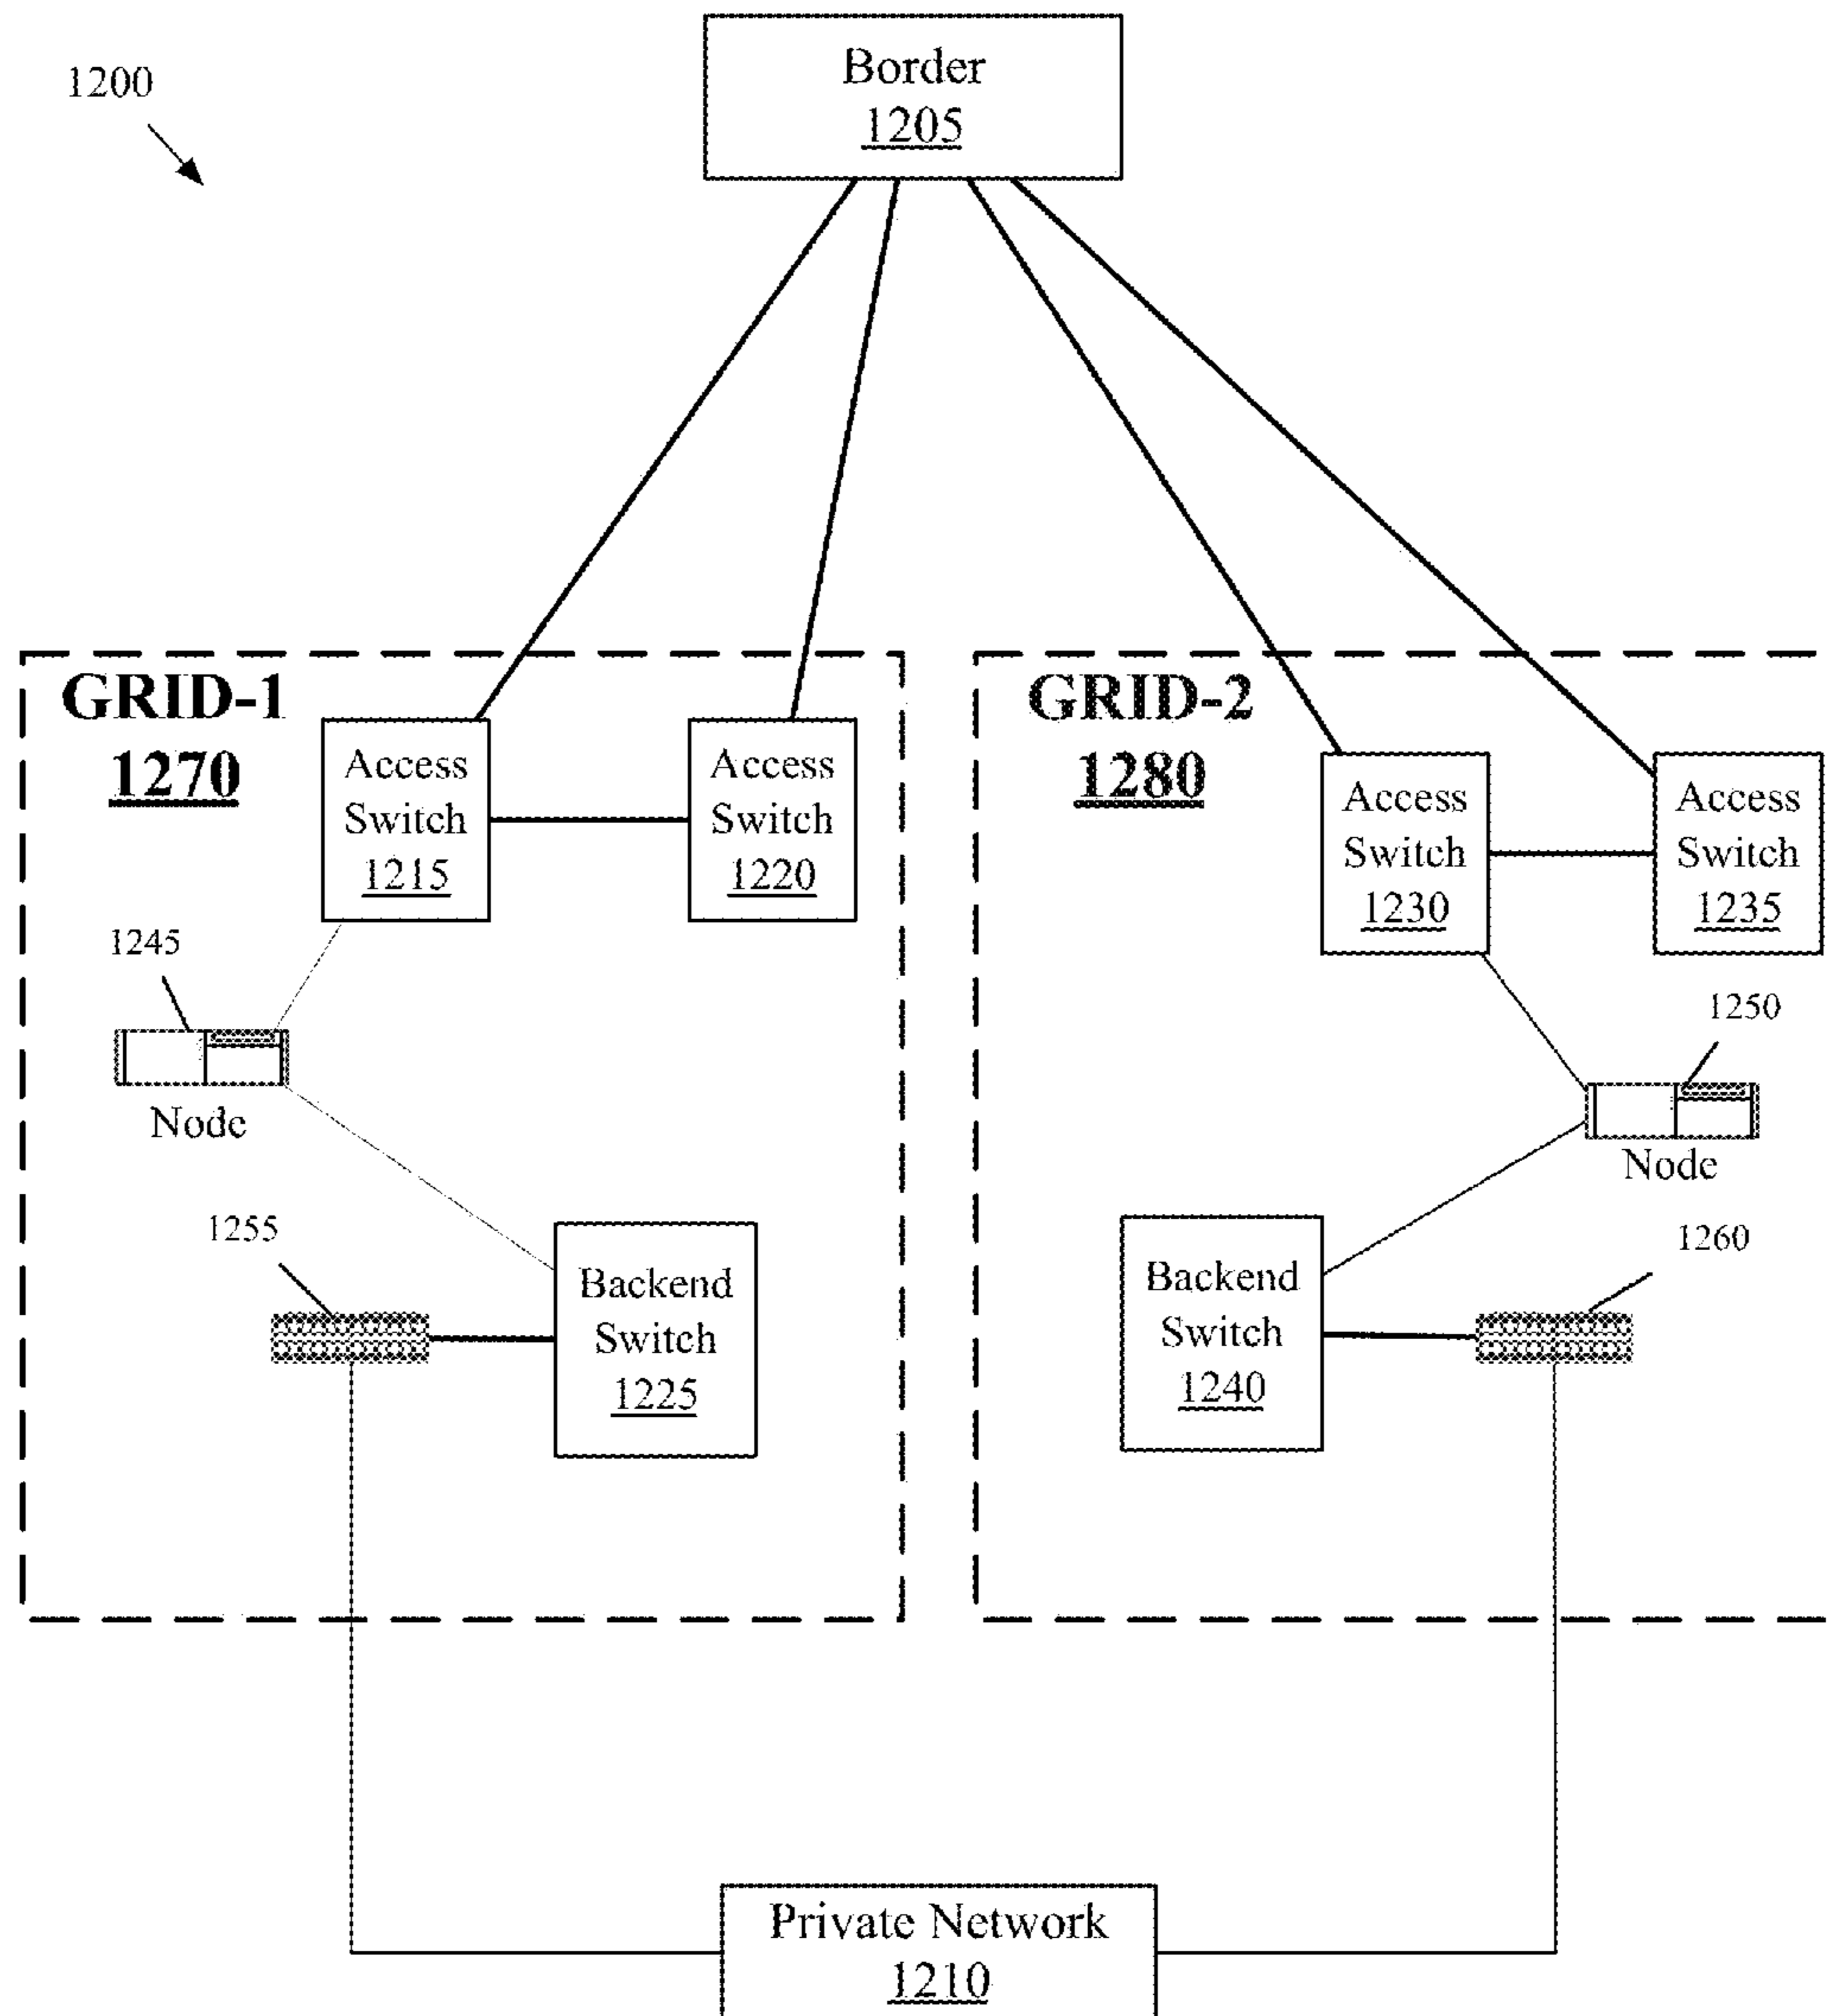 1200
Border
1205
GRID-1
1270
Access
Switch
1215
Access
Switch
1220
GRID-2
1280
Access
Switch
1230
Access
Switch
1235
1245
Node
1250
Node
1255
Backend
Switch
1225
Backend
Switch
1240
1260
Private Network
1210